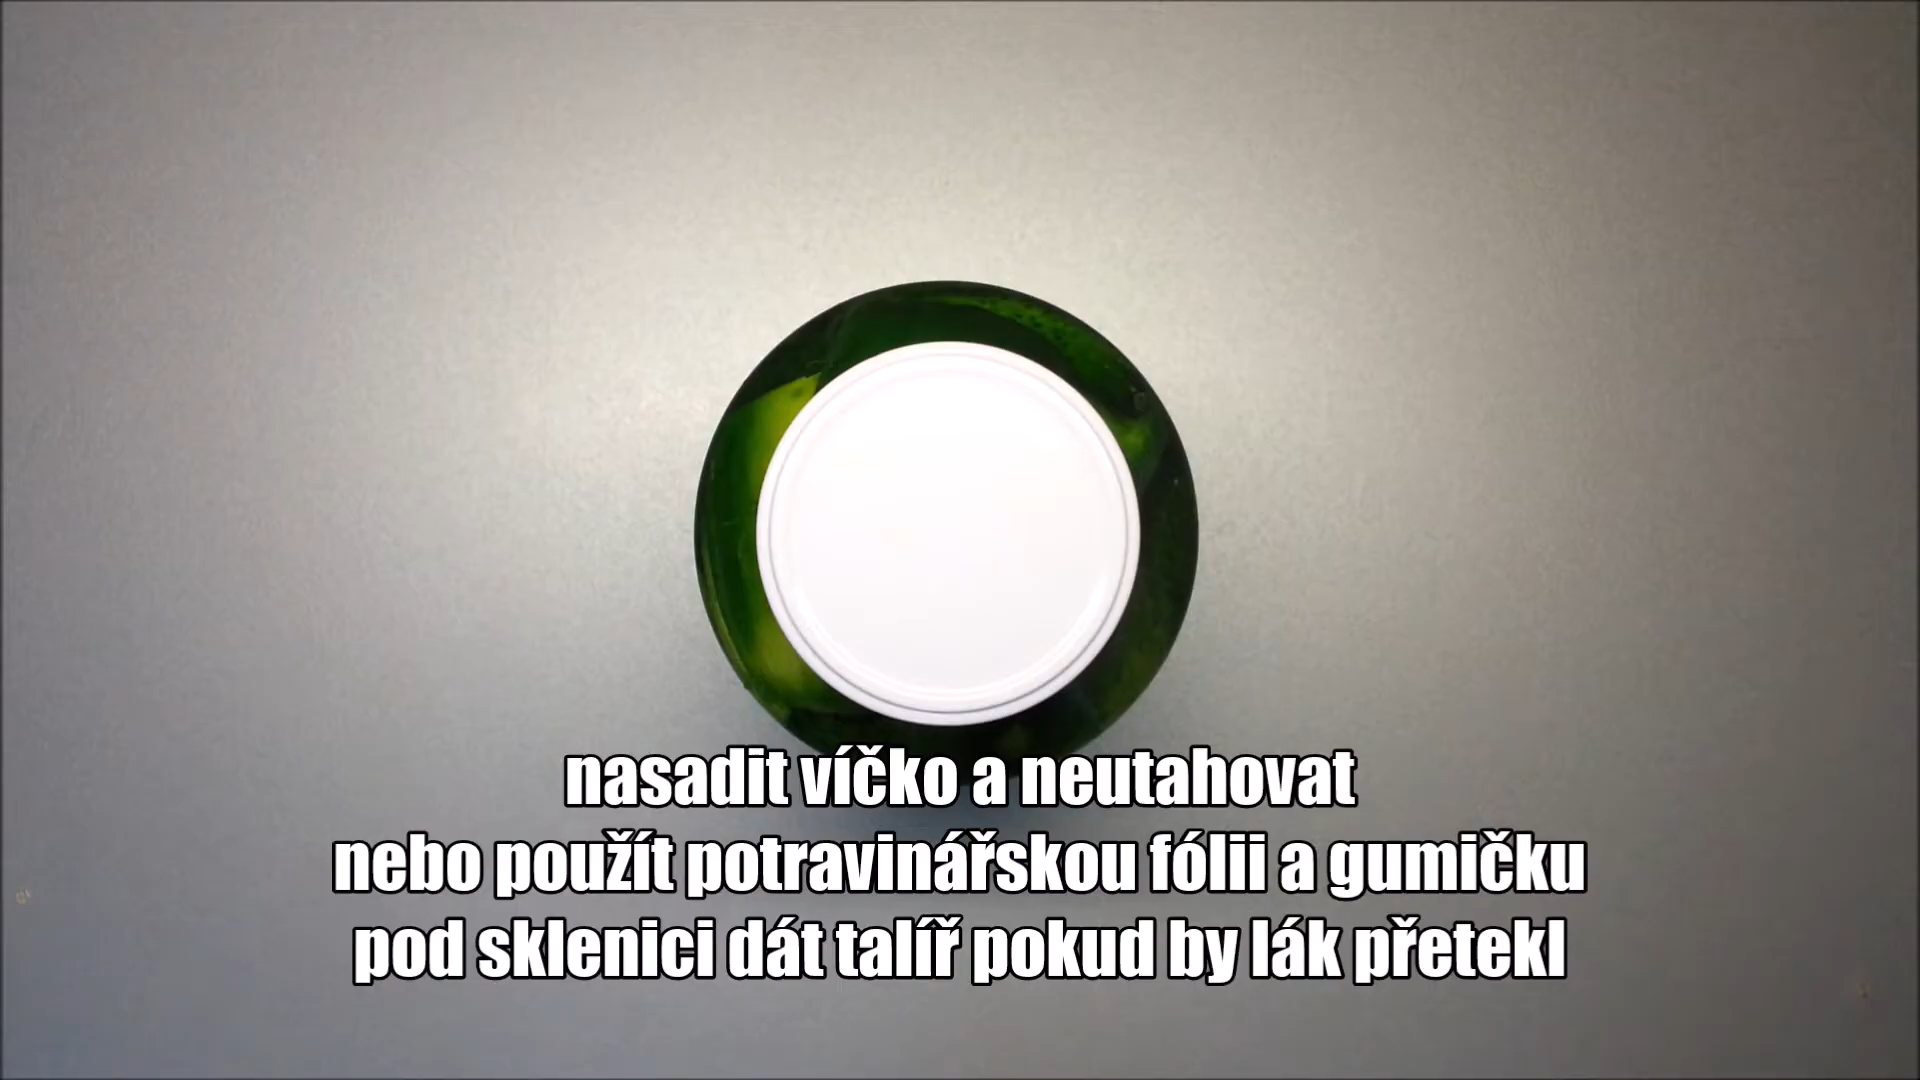 nasadit víčko a neutahovat
nebo použít potravinářskou fólii a gumičku
pod sklenici dát talíř pokud by lák přetekl